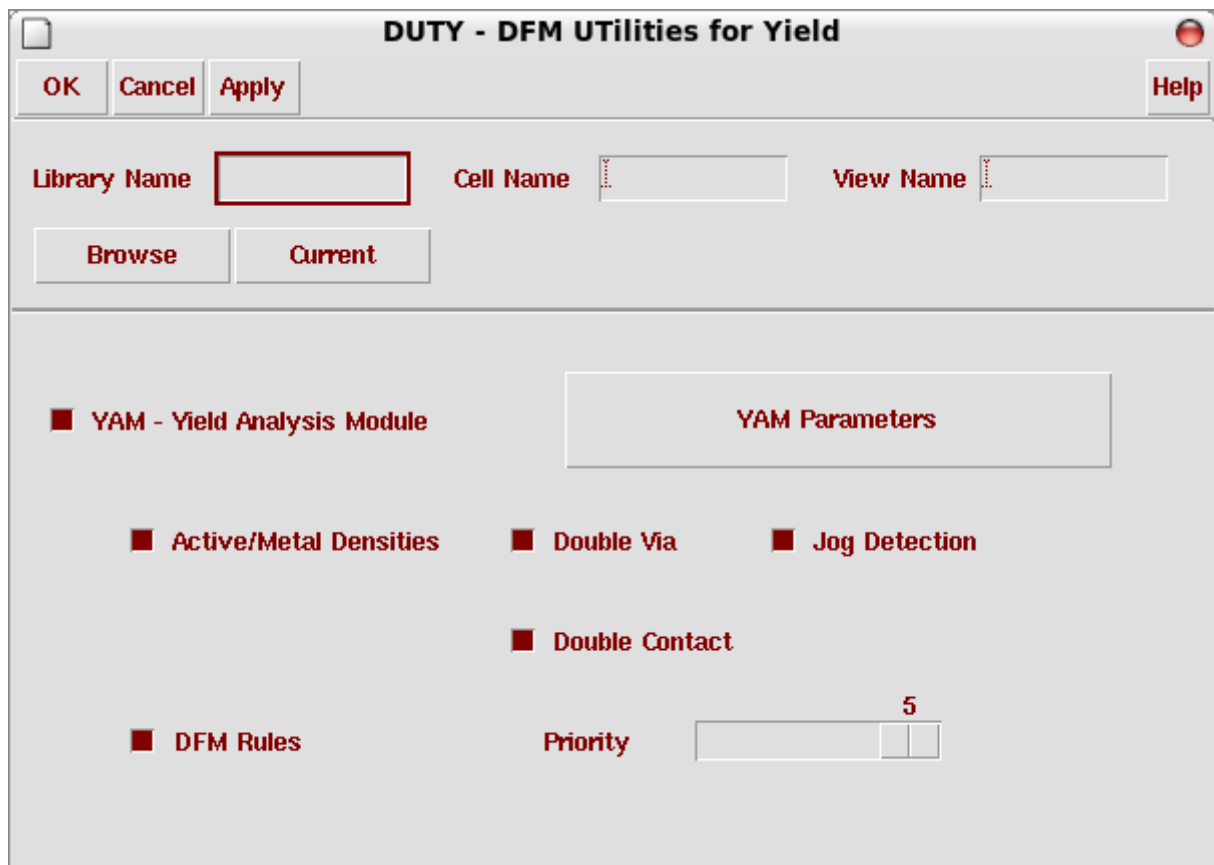 DUTY - DFM UTilities for Yield
OK Cancel Apply Help
Library Name Cell Name View Name
Browse Current
YAM - Yield Analysis Module YAM Parameters
Active/Metal Densities Double Via Jog Detection
Double Contact
5
DFM Rules Priority